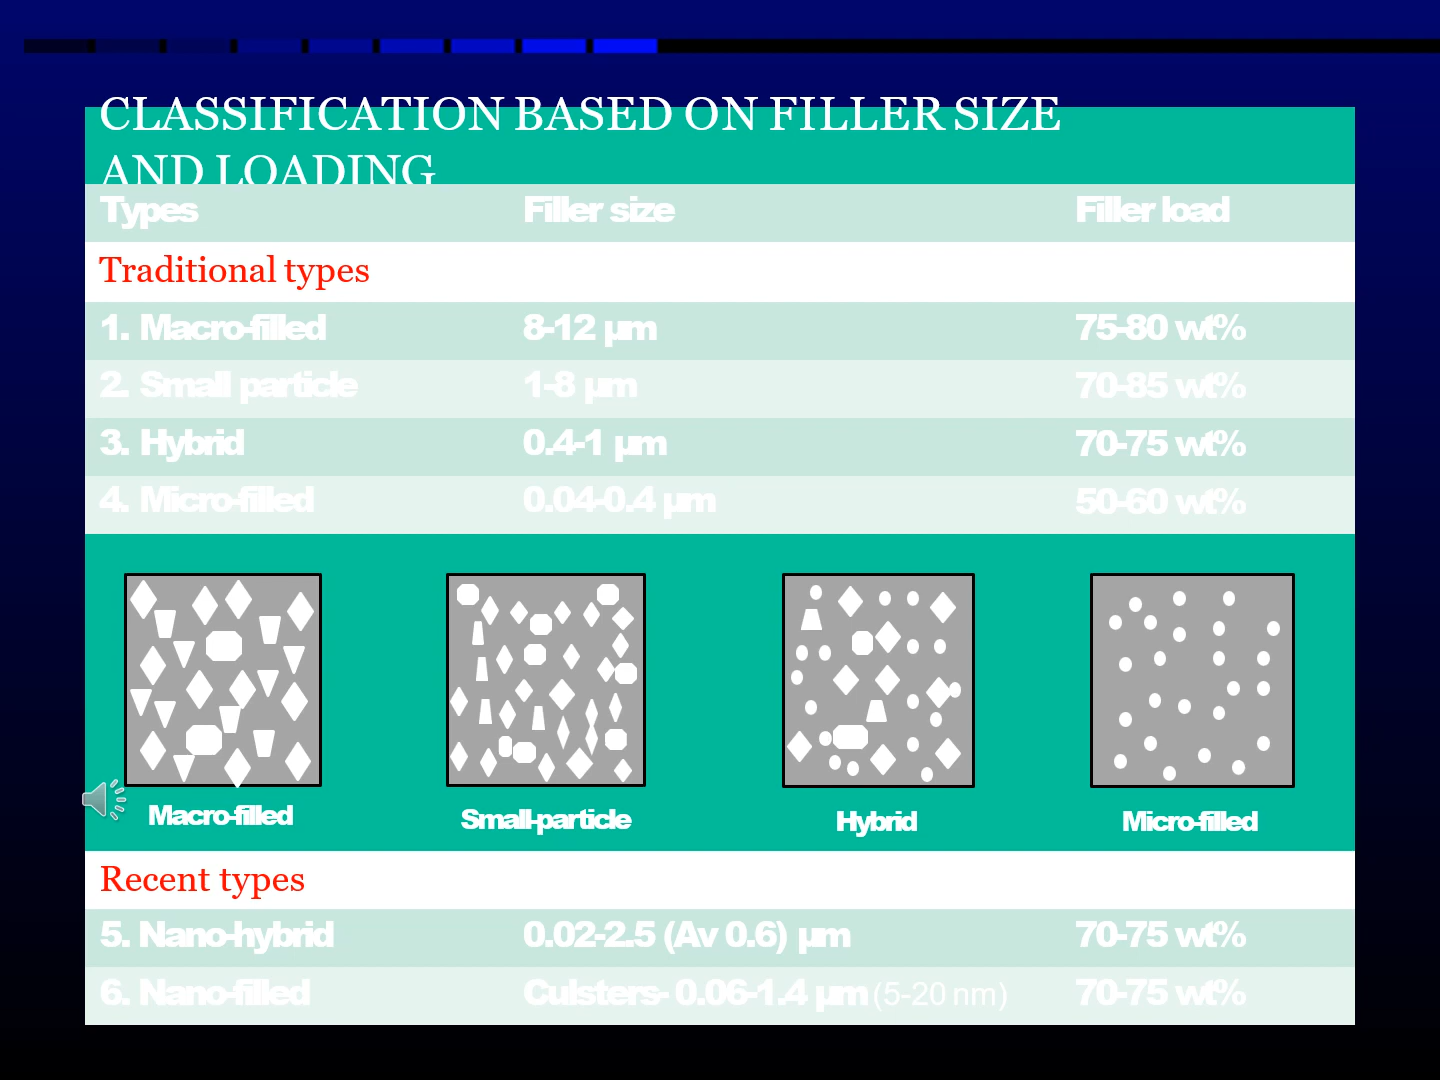 CLASSIFICATION BASED ON FILLER SIZE
AND LOADING
Types Filler size Filler load
Traditional types
1. Macro-filled 8-12 µm 75-80 wt%
2. Small particle 1-8 µm 70-85 wt%
3. Hybrid 0.4-1 µm 70-75 wt%
4. Micro-filled 0.04-0.4 µm 50-60 wt%
Macro-filled Small-particle Hybrid Micro-filled
Recent types
5. Nano-hybrid 0.02-2.5 (Av 0.6) µm 70-75 wt%
6. Nano-filled Culsters- 0.06-1.4 µm (5-20 nm) 70-75 wt%